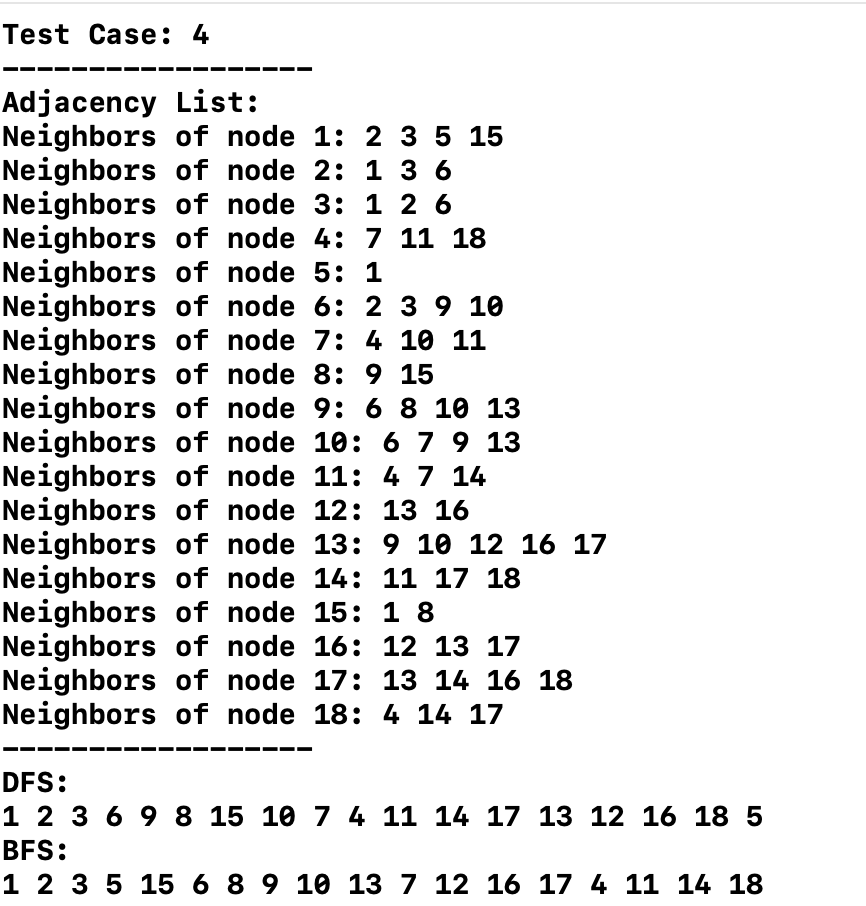 Test Case: 4
------------------
Adjacency List:
Neighbors of node 1: 2 3 5 15
Neighbors of node 2: 1 3 6
Neighbors of node 3: 1 2 6
Neighbors of node 4: 7 11 18
Neighbors of node 5: 1
Neighbors of node 6: 2 3 9 10
Neighbors of node 7: 4 10 11
Neighbors of node 8: 9 15
Neighbors of node 9: 6 8 10 13
Neighbors of node 10: 6 7 9 13
Neighbors of node 11: 4 7 14
Neighbors of node 12: 13 16
Neighbors of node 13: 9 10 12 16 17
Neighbors of node 14: 11 17 18
Neighbors of node 15: 1 8
Neighbors of node 16: 12 13 17
Neighbors of node 17: 13 14 16 18
Neighbors of node 18: 4 14 17
------------------
DFS:
1 2 3 6 9 8 15 10 7 4 11 14 17 13 12 16 18 5
BFS:
1 2 3 5 15 6 8 9 10 13 7 12 16 17 4 11 14 18